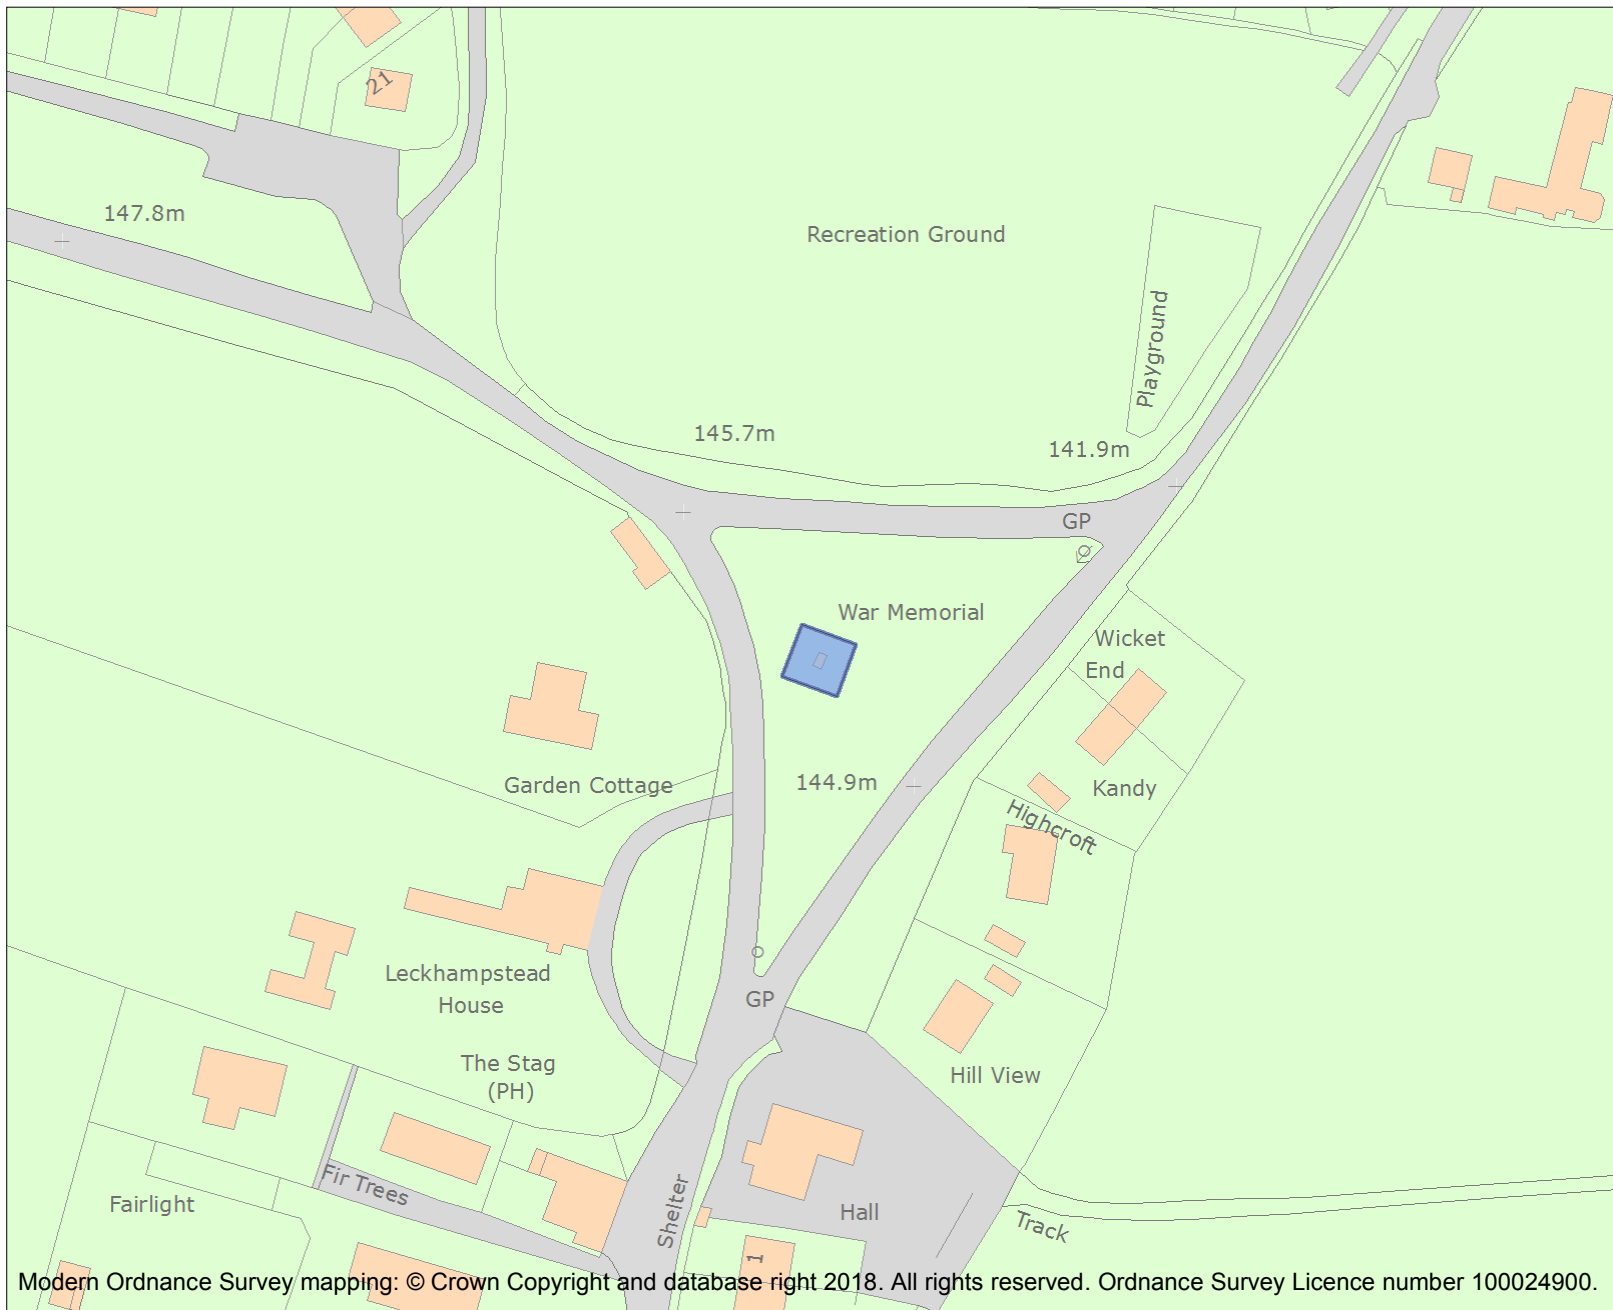 21
147.8m
Recreation Ground
Playground
145.7m
141.9m
GP
War Memorial
Wicket
End
Garden Cottage
144.9m
Kandy
Highcroft
Leckhampstead
House
GP
The Stag
(PH)
Hill View
Fir Trees
Fairlight
Shelter
Hall
Track
1
Modern Ordnance Survey mapping: © Crown Copyright and database right 2018. All rights reserved. Ordnance Survey Licence number 100024900.